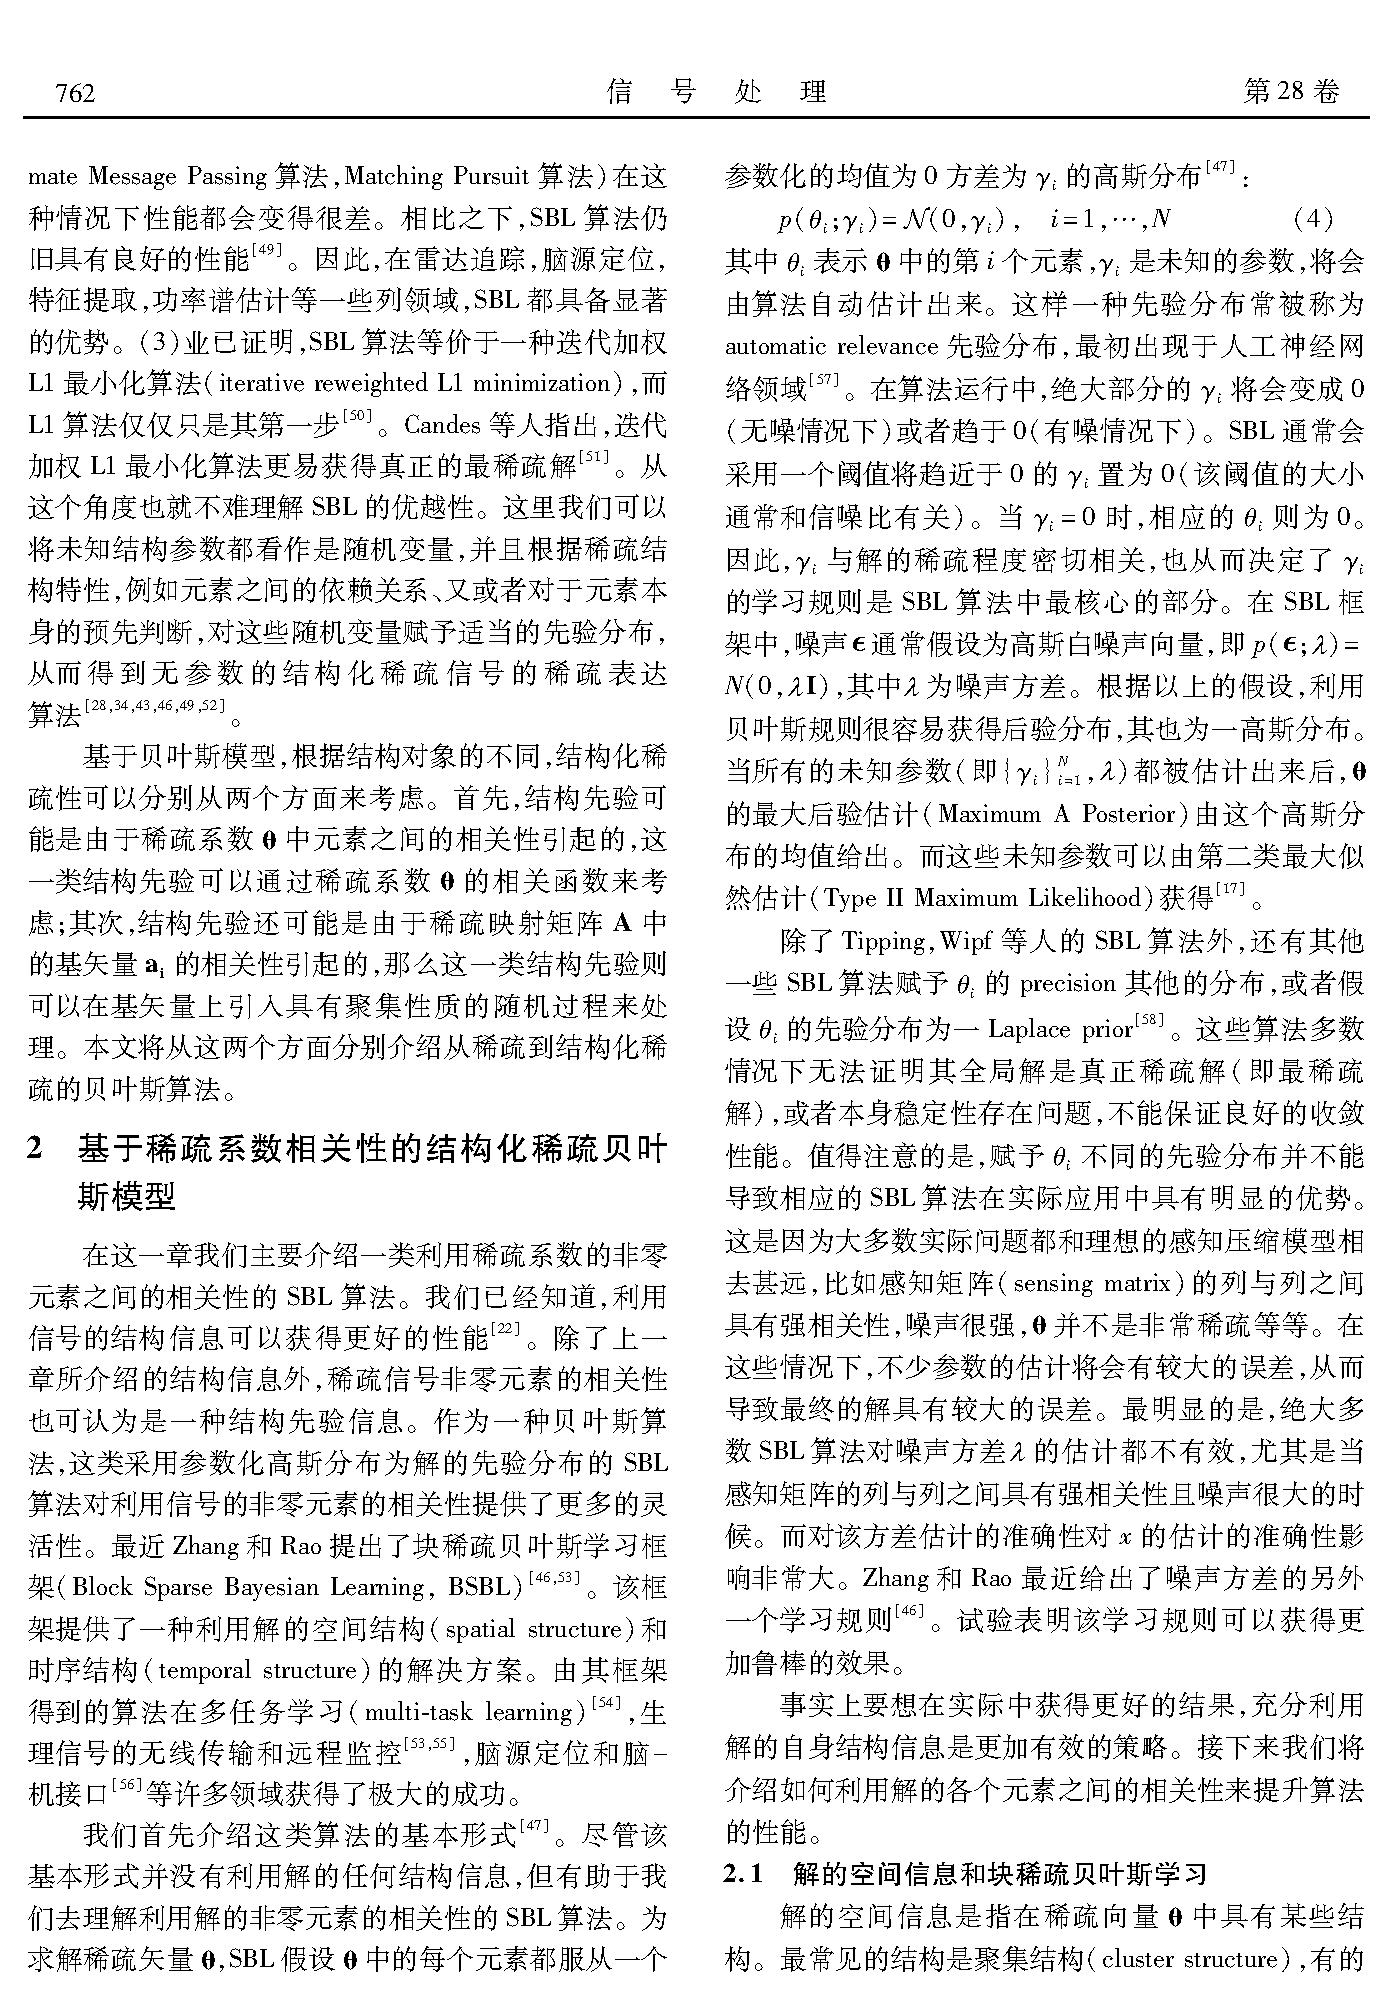 762
信 号 处 理
第 28 卷
mate Message Passing 算法,Matching Pursuit 算法)在这
种情况下性能都会变得很差。相比之下,SBL 算法仍
旧具有良好的性能[49]。因此,在雷达追踪,脑源定位,
特征提取,功率谱估计等一些列领域,SBL 都具备显著
的优势。(3)业已证明,SBL 算法等价于一种迭代加权
L1 最小化算法(iterative reweighted L1 minimization),而
L1 算法仅仅只是其第一步[50]。Candes 等人指出,迭代
加权 L1 最小化算法更易获得真正的最稀疏解[51]。从
这个角度也就不难理解 SBL 的优越性。这里我们可以
将未知结构参数都看作是随机变量,并且根据稀疏结
构特性,例如元素之间的依赖关系、又或者对于元素本
身的预先判断,对这些随机变量赋予适当的先验分布,
从而得到无参数的结构化稀疏信号的稀疏表达
算法[28,34,43,46,49,52]。
基于贝叶斯模型,根据结构对象的不同,结构化稀
疏性可以分别从两个方面来考虑。首先,结构先验可
能是由于稀疏系数 θ 中元素之间的相关性引起的,这
一类结构先验可以通过稀疏系数 θ 的相关函数来考
虑;其次,结构先验还可能是由于稀疏映射矩阵 A 中
的基矢量 aᵢ 的相关性引起的,那么这一类结构先验则
可以在基矢量上引入具有聚集性质的随机过程来处
理。本文将从这两个方面分别介绍从稀疏到结构化稀
疏的贝叶斯算法。
2 基于稀疏系数相关性的结构化稀疏贝叶
斯模型
在这一章我们主要介绍一类利用稀疏系数的非零
元素之间的相关性的 SBL 算法。我们已经知道,利用
信号的结构信息可以获得更好的性能[22]。除了上一
章所介绍的结构信息外,稀疏信号非零元素的相关性
也可认为是一种结构先验信息。作为一种贝叶斯算
法,这类采用参数化高斯分布为解的先验分布的 SBL
算法对利用信号的非零元素的相关性提供了更多的灵
活性。最近 Zhang 和 Rao 提出了块稀疏贝叶斯学习框
架(Block Sparse Bayesian Learning, BSBL)[46,53]。该框
架提供了一种利用解的空间结构(spatial structure)和
时序结构(temporal structure)的解决方案。由其框架
得到的算法在多任务学习(multi-task learning)[54],生
理信号的无线传输和远程监控[53,55],脑源定位和脑–
机接口[56]等许多领域获得了极大的成功。
我们首先介绍这类算法的基本形式[47]。尽管该
基本形式并没有利用解的任何结构信息,但有助于我
们去理解利用解的非零元素的相关性的 SBL 算法。为
求解稀疏矢量 θ,SBL 假设 θ 中的每个元素都服从一个
参数化的均值为 0 方差为 γᵢ 的高斯分布[47]:
p(θᵢ;γᵢ)=𝒩(0,γᵢ), i=1,⋯,N (4)
其中 θᵢ 表示 θ 中的第 i 个元素,γᵢ 是未知的参数,将会
由算法自动估计出来。这样一种先验分布常被称为
automatic relevance 先验分布,最初出现于人工神经网
络领域[57]。在算法运行中,绝大部分的 γᵢ 将会变成 0
(无噪情况下)或者趋于 0(有噪情况下)。SBL 通常会
采用一个阈值将趋近于 0 的 γᵢ 置为 0(该阈值的大小
通常和信噪比有关)。当 γᵢ=0 时,相应的 θᵢ 则为 0。
因此,γᵢ 与解的稀疏程度密切相关,也从而决定了 γᵢ
的学习规则是 SBL 算法中最核心的部分。在 SBL 框
架中,噪声 ϵ 通常假设为高斯白噪声向量,即 p(ϵ;λ)=
N(0,λI),其中λ 为噪声方差。根据以上的假设,利用
贝叶斯规则很容易获得后验分布,其也为一高斯分布。
当所有的未知参数(即{γᵢ}ᵢ₌₁ᴺ,λ)都被估计出来后,θ
的最大后验估计(Maximum A Posterior)由这个高斯分
布的均值给出。而这些未知参数可以由第二类最大似
然估计(Type II Maximum Likelihood)获得[17]。
除了 Tipping,Wipf 等人的 SBL 算法外,还有其他
一些 SBL 算法赋予 θᵢ 的 precision 其他的分布,或者假
设 θᵢ 的先验分布为一 Laplace prior[58]。这些算法多数
情况下无法证明其全局解是真正稀疏解(即最稀疏
解),或者本身稳定性存在问题,不能保证良好的收敛
性能。值得注意的是,赋予 θᵢ 不同的先验分布并不能
导致相应的 SBL 算法在实际应用中具有明显的优势。
这是因为大多数实际问题都和理想的感知压缩模型相
去甚远,比如感知矩阵(sensing matrix)的列与列之间
具有强相关性,噪声很强,θ 并不是非常稀疏等等。在
这些情况下,不少参数的估计将会有较大的误差,从而
导致最终的解具有较大的误差。最明显的是,绝大多
数 SBL 算法对噪声方差 λ 的估计都不有效,尤其是当
感知矩阵的列与列之间具有强相关性且噪声很大的时
候。而对该方差估计的准确性对 x 的估计的准确性影
响非常大。Zhang 和 Rao 最近给出了噪声方差的另外
一个学习规则[46]。试验表明该学习规则可以获得更
加鲁棒的效果。
事实上要想在实际中获得更好的结果,充分利用
解的自身结构信息是更加有效的策略。接下来我们将
介绍如何利用解的各个元素之间的相关性来提升算法
的性能。
2.1 解的空间信息和块稀疏贝叶斯学习
解的空间信息是指在稀疏向量 θ 中具有某些结
构。最常见的结构是聚集结构(cluster structure),有的